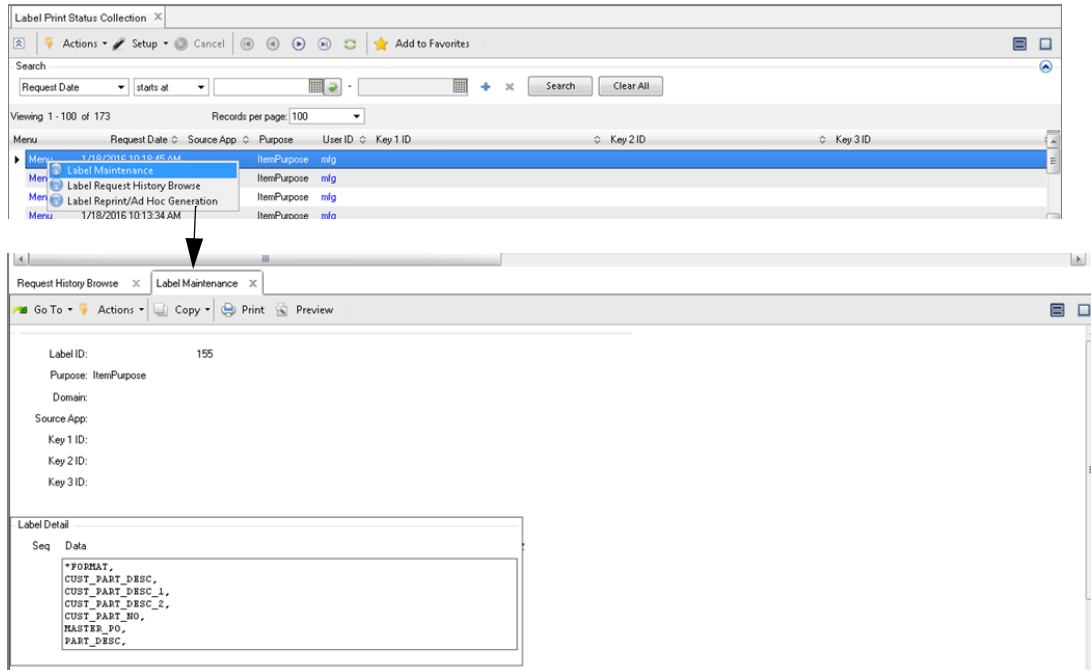 Label Print Status Collection
Actions Setup Cancel Add to Favorites
Search
Request Date starts at - Search Clear All
Viewing 1 - 100 of 173 Records per page: 100
Menu Request Date Source App Purpose User ID Key 1 ID Key 2 ID Key 3 ID
Menu 1/18/2016 10:18:45 AM ItemPurpose mfg
Label Maintenance
Men ItemPurpose mfg
Label Request History Browse
Men ItemPurpose mfg
Label Reprint/Ad Hoc Generation
Menu 1/18/2016 10:13:34 AM ItemPurpose mfg
Request History Browse Label Maintenance
Go To Actions Copy Print Preview
Label ID: 155
Purpose: ItemPurpose
Domain:
Source App:
Key 1 ID:
Key 2 ID:
Key 3 ID:
Label Detail
Seq Data
*FORMAT,
CUST_PART_DESC,
CUST_PART_DESC_1,
CUST_PART_DESC_2,
CUST_PART_NO,
MASTER_PO,
PART_DESC,